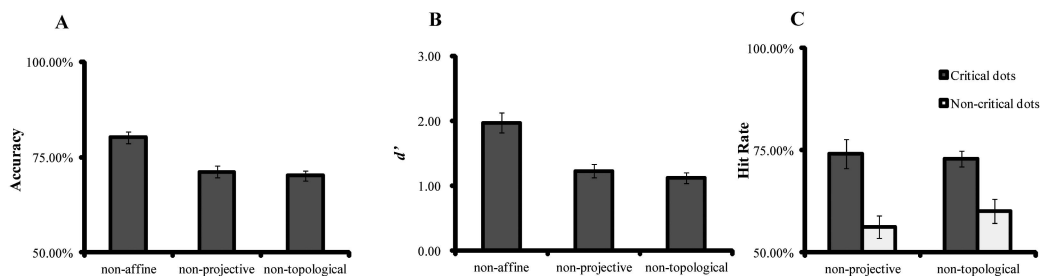 A
100.00%
75.00%
50.00%
Accuracy
non-affine non-projective non-topological
B
3.00
2.00
1.00
0.00
d’
non-affine non-projective non-topological
C
100.00%
75.00%
50.00%
Hit Rate
Critical dots
Non-critical dots
non-projective non-topological